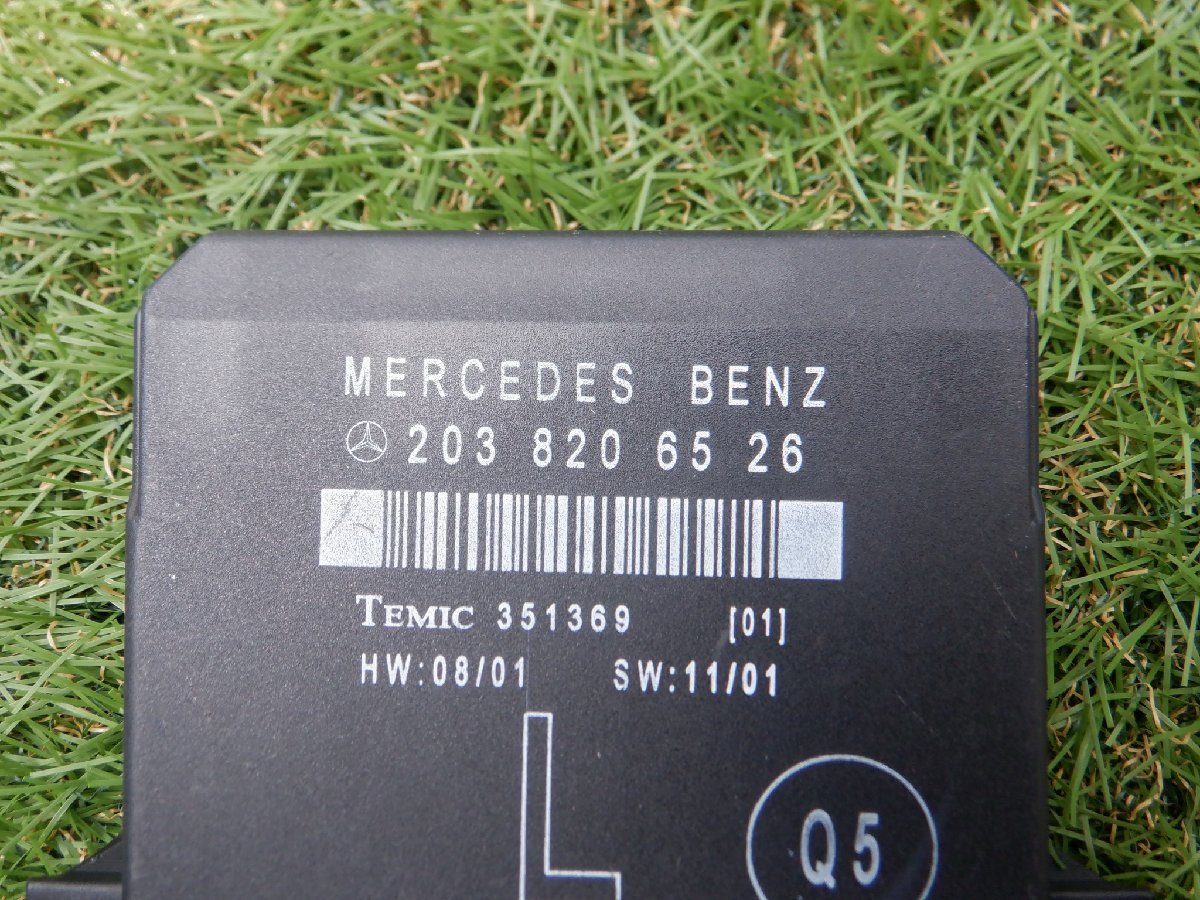 MERCEDES BENZ
203 820 65 26
TEMIC 351369 [01]
HW:08/01 SW:11/01
L
Q5